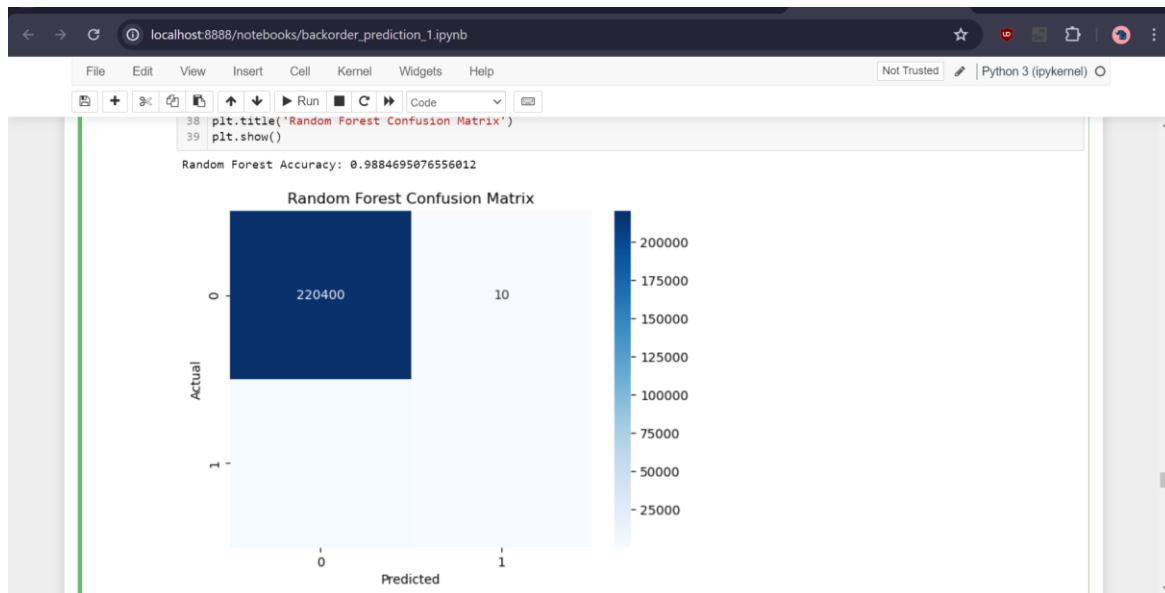 localhost:8888/notebooks/backorder_prediction_1.ipynb
File Edit View Insert Cell Kernel Widgets Help
Not Trusted
Python 3 (ipykernel)
Run
Code
38 plt.title('Random Forest Confusion Matrix')
39 plt.show()
Random Forest Accuracy: 0.9884695076556012
Random Forest Confusion Matrix
200000
175000
150000
125000
100000
75000
50000
25000
0
220400
10
Actual
1
0
1
Predicted